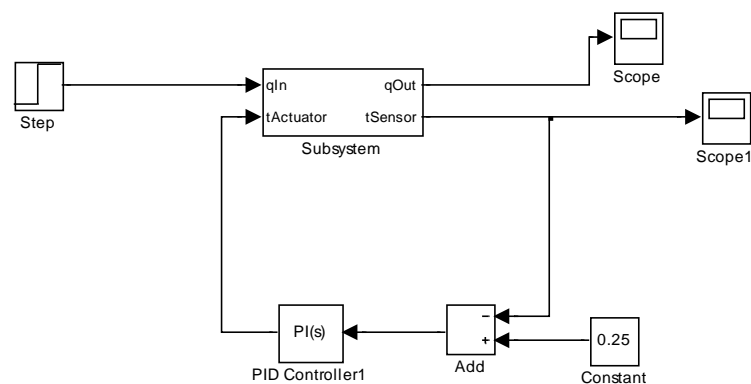 Scope
Step
qIn
qOut
tActuator
tSensor
Subsystem
Scope1
PI(s)
PID Controller1
−
+
Add
0.25
Constant